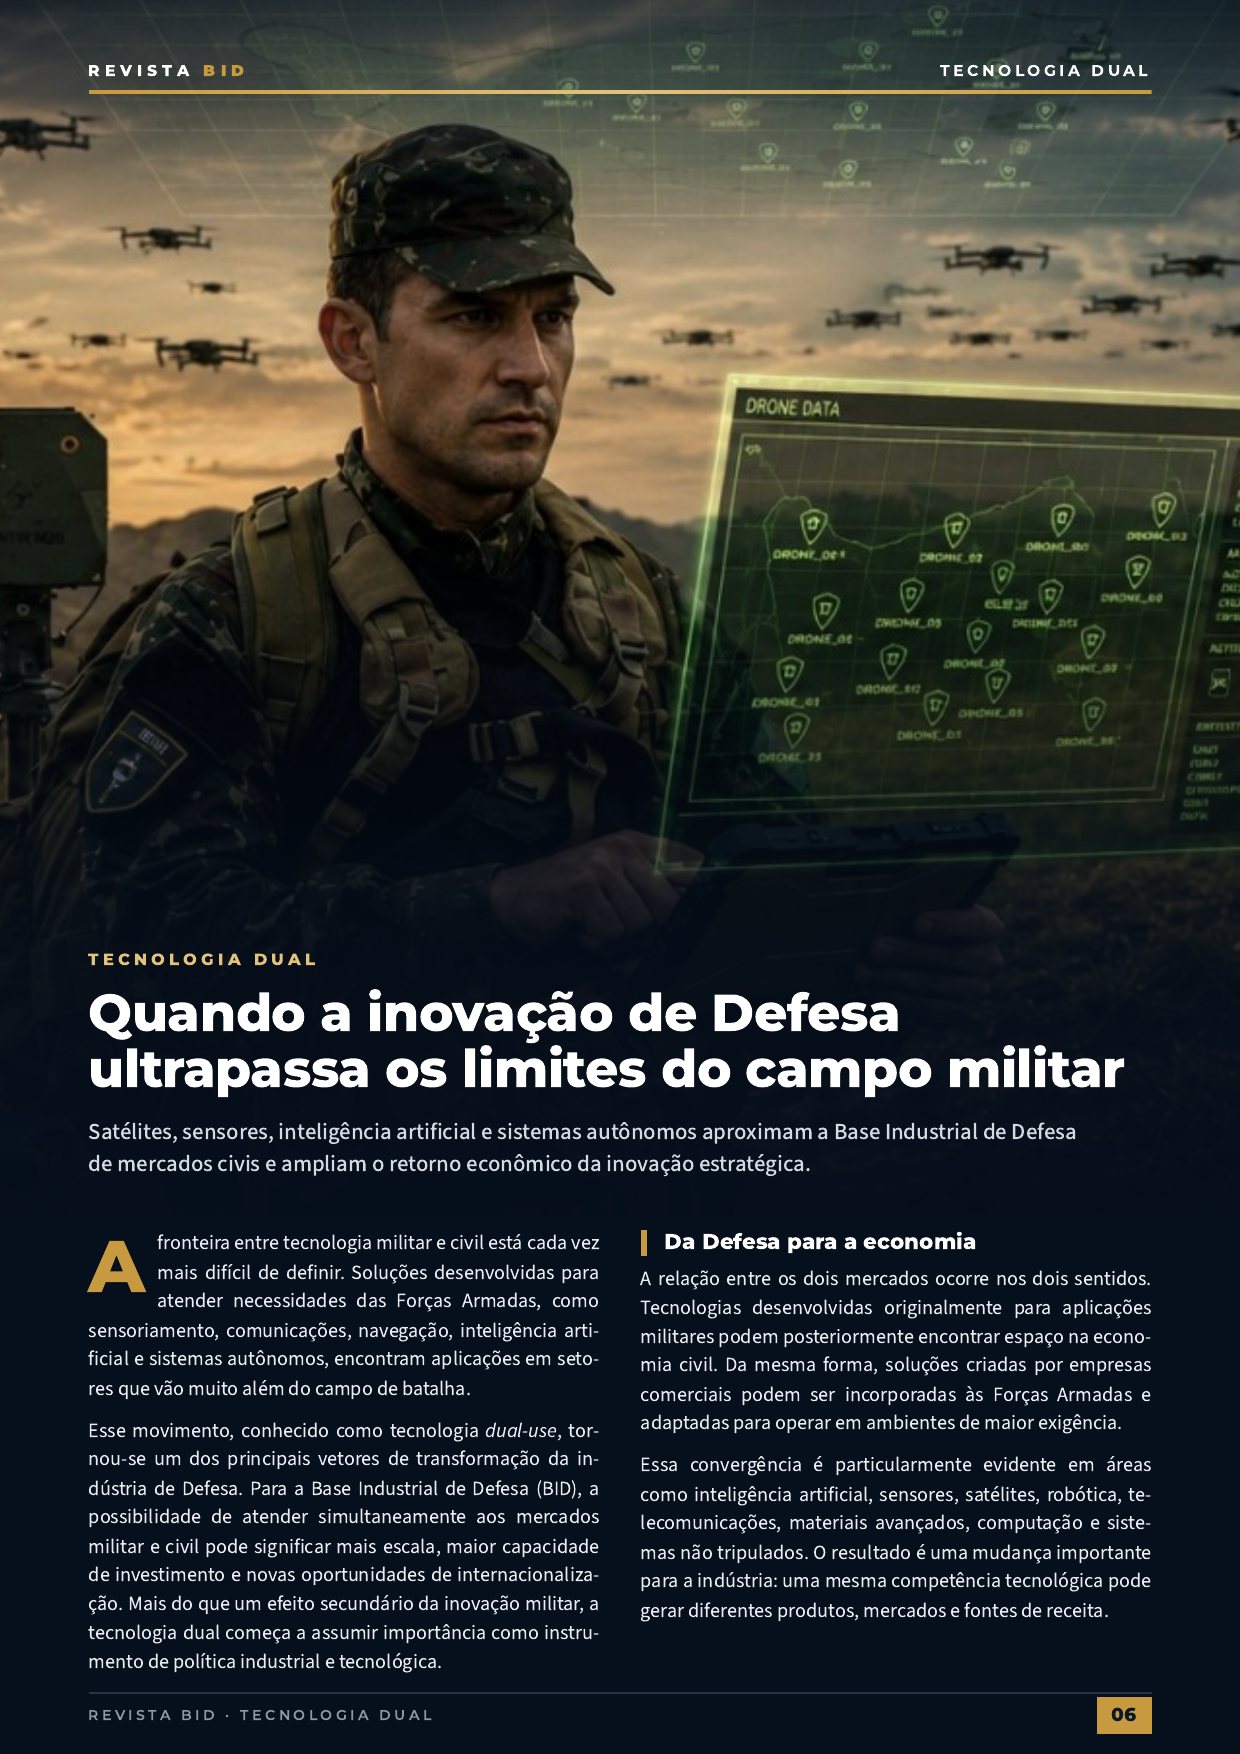 REVISTA BID
TECNOLOGIA DUAL
DRONE DATA
TECNOLOGIA DUAL
Quando a inovação de Defesa
ultrapassa os limites do campo militar
Satélites, sensores, inteligência artificial e sistemas autônomos aproximam a Base Industrial de Defesa
de mercados civis e ampliam o retorno econômico da inovação estratégica.
A fronteira entre tecnologia militar e civil está cada vez
mais difícil de definir. Soluções desenvolvidas para
atender necessidades das Forças Armadas, como
sensoriamento, comunicações, navegação, inteligência arti-
ficial e sistemas autônomos, encontram aplicações em seto-
res que vão muito além do campo de batalha.
Esse movimento, conhecido como tecnologia dual-use, tor-
nou-se um dos principais vetores de transformação da in-
dústria de Defesa. Para a Base Industrial de Defesa (BID), a
possibilidade de atender simultaneamente aos mercados
militar e civil pode significar mais escala, maior capacidade
de investimento e novas oportunidades de internacionaliza-
ção. Mais do que um efeito secundário da inovação militar, a
tecnologia dual começa a assumir importância como instru-
mento de política industrial e tecnológica.
Da Defesa para a economia
A relação entre os dois mercados ocorre nos dois sentidos.
Tecnologias desenvolvidas originalmente para aplicações
militares podem posteriormente encontrar espaço na econo-
mia civil. Da mesma forma, soluções criadas por empresas
comerciais podem ser incorporadas às Forças Armadas e
adaptadas para operar em ambientes de maior exigência.
Essa convergência é particularmente evidente em áreas
como inteligência artificial, sensores, satélites, robótica, te-
lecomunicações, materiais avançados, computação e siste-
mas não tripulados. O resultado é uma mudança importante
para a indústria: uma mesma competência tecnológica pode
gerar diferentes produtos, mercados e fontes de receita.
REVISTA BID · TECNOLOGIA DUAL
06